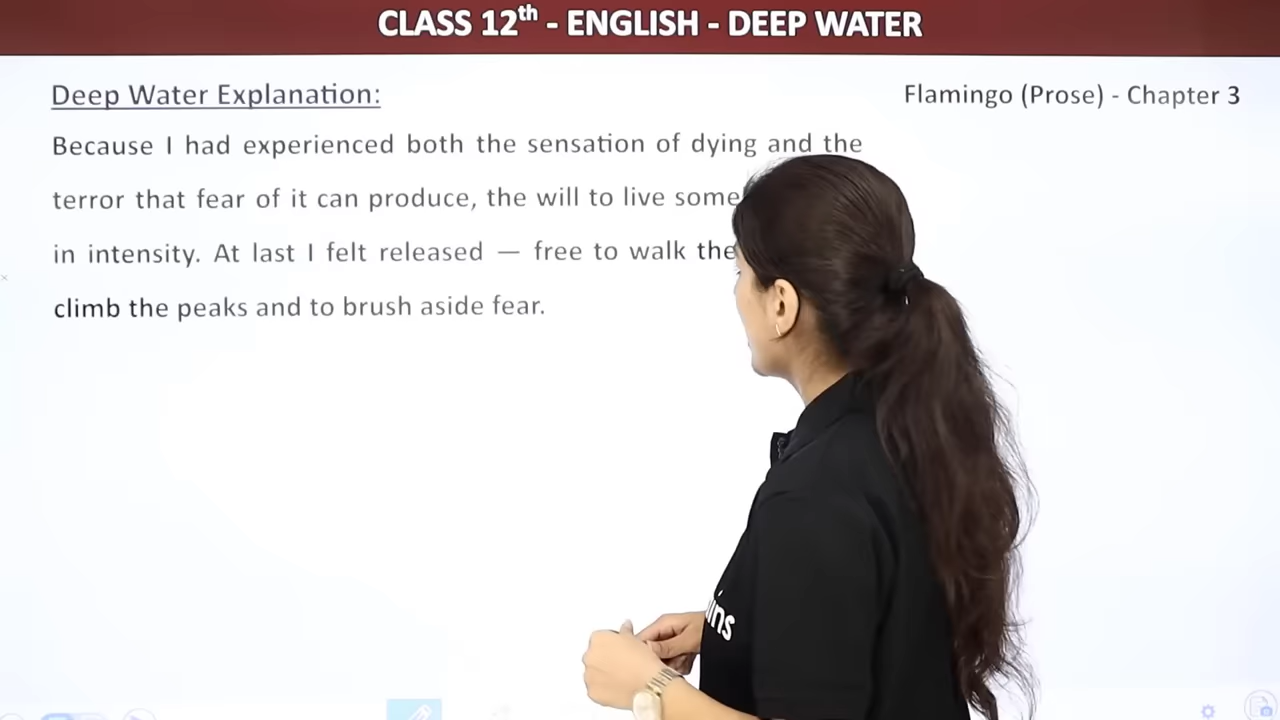 CLASS 12th - ENGLISH - DEEP WATER
Deep Water Explanation:
Flamingo (Prose) - Chapter 3
Because I had experienced both the sensation of dying and the
terror that fear of it can produce, the will to live some
in intensity. At last I felt released — free to walk the
climb the peaks and to brush aside fear.
ins